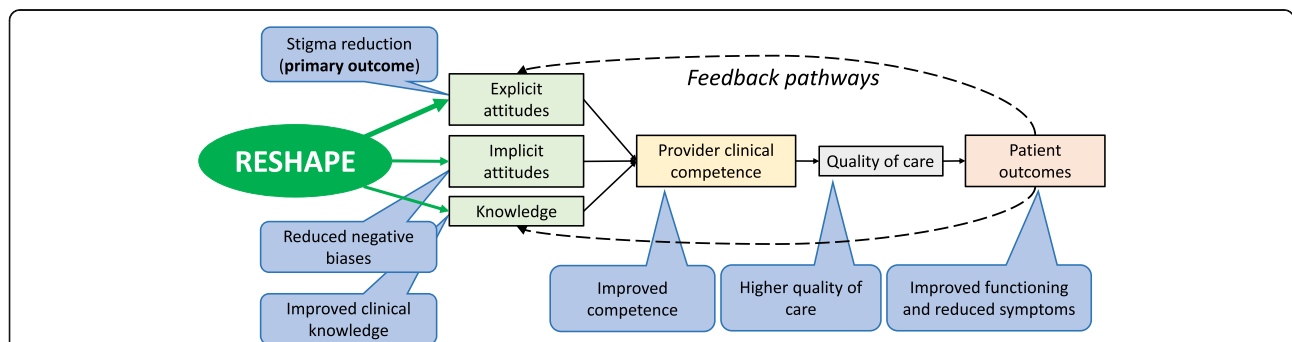 Stigma reduction
(primary outcome)
Feedback pathways
Explicit
attitudes
RESHAPE
Implicit
attitudes
Provider clinical
competence
Quality of care
Patient
outcomes
Knowledge
Reduced negative
biases
Improved clinical
knowledge
Improved
competence
Higher quality of
care
Improved functioning
and reduced symptoms